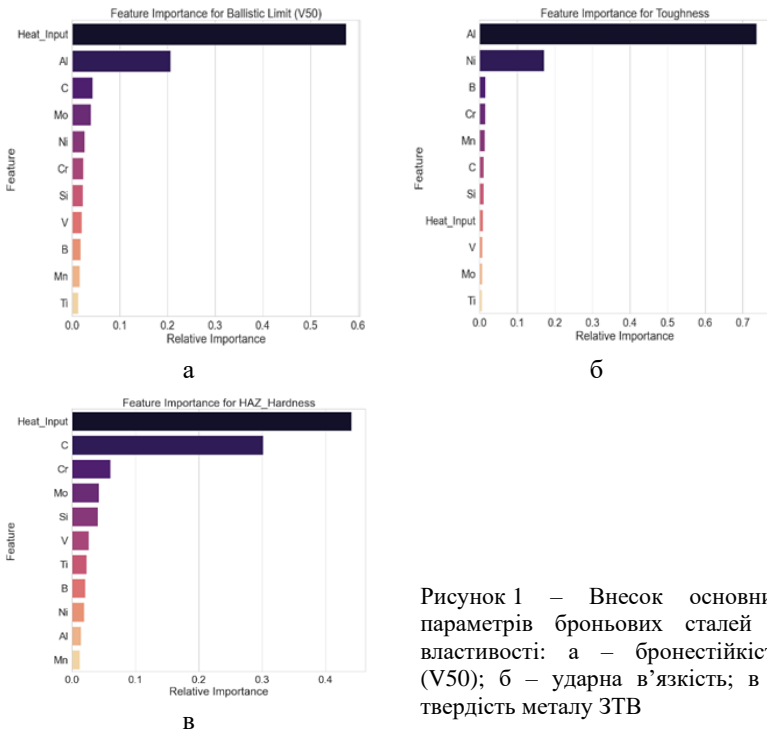 Feature Importance for Ballistic Limit (V50)
Feature
Heat_Input
Al
C
Mo
Ni
Cr
Si
V
B
Mn
Ti
0.0 0.1 0.2 0.3 0.4 0.5 0.6
Relative Importance
а
Feature Importance for Toughness
Feature
Al
Ni
B
Cr
Mn
C
Si
Heat_Input
V
Mo
Ti
0.0 0.1 0.2 0.3 0.4 0.5 0.6 0.7
Relative Importance
б
Feature Importance for HAZ_Hardness
Feature
Heat_Input
C
Cr
Mo
Si
V
Ti
B
Ni
Al
Mn
0.0 0.1 0.2 0.3 0.4
Relative Importance
в
Рисунок 1 – Внесок основни
параметрів броньових сталей
властивості: а – бронестійкіст
(V50); б – ударна в’язкість; в
твердість металу ЗТВ